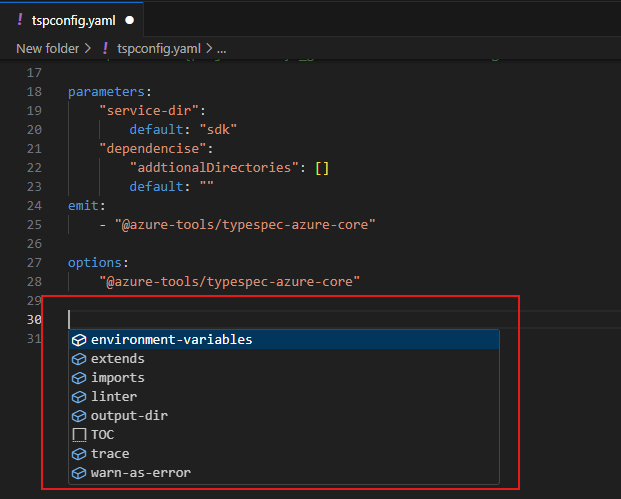 ! tspconfig.yaml ●
New folder > ! tspconfig.yaml > ...
17
18 parameters:
19 "service-dir":
20 default: "sdk"
21 "dependencise":
22 "addtionalDirectories": []
23 default: ""
24 emit:
25 - "@azure-tools/typespec-azure-core"
26
27 options:
28 "@azure-tools/typespec-azure-core"
29
30
environment-variables
31
extends
imports
linter
output-dir
TOC
trace
warn-as-error